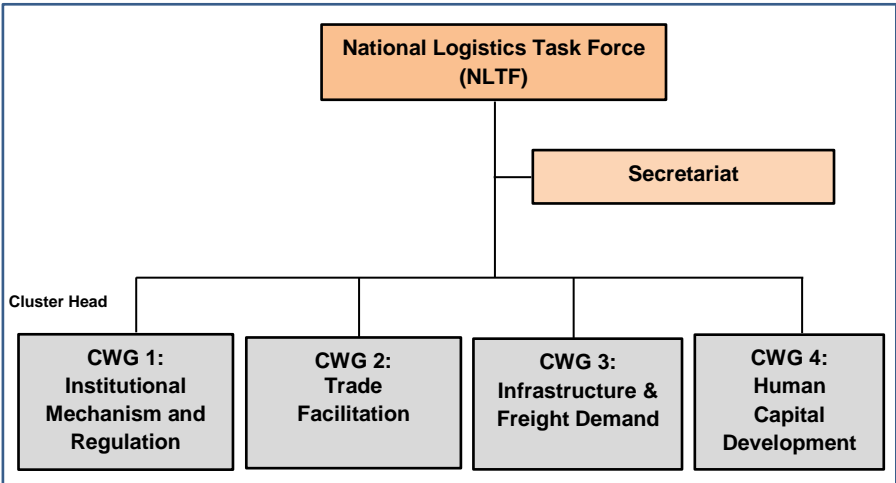 National Logistics Task Force
(NLTF)
Secretariat
Cluster Head
CWG 1:
Institutional
Mechanism and
Regulation
CWG 2:
Trade
Facilitation
CWG 3:
Infrastructure &
Freight Demand
CWG 4:
Human
Capital
Development